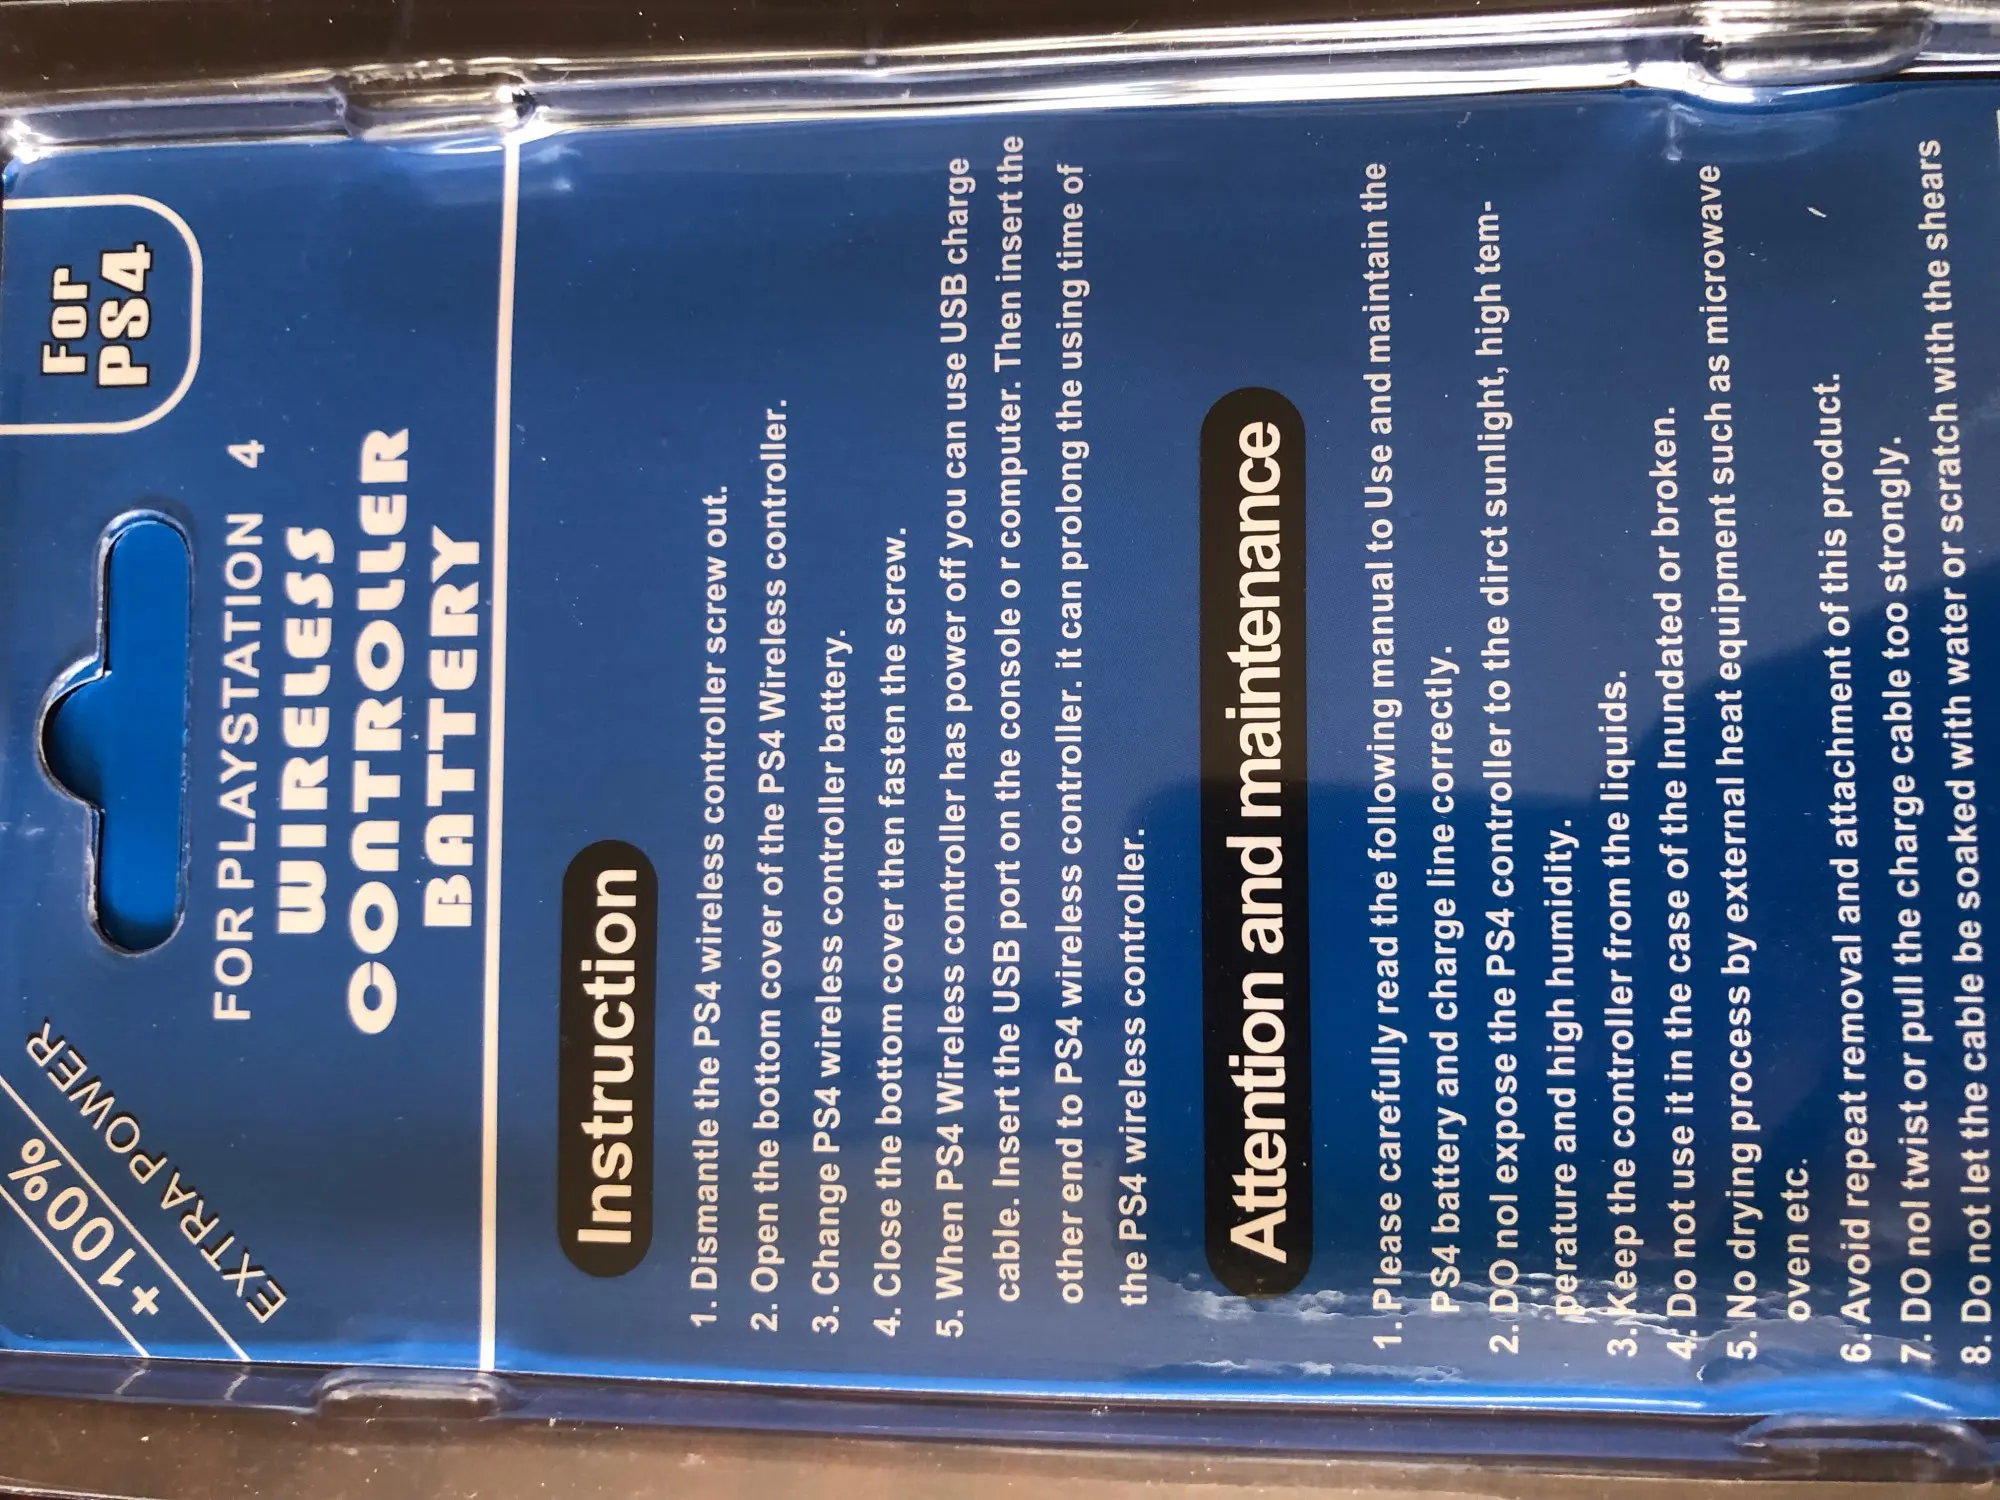 +100%
EXTRA POWER
For
PS4
FOR PLAYSTATION 4
WIRELESS
CONTROLLER
BATTERY
Instruction
1. Dismantle the PS4 wireless controller screw out.
2. Open the bottom cover of the PS4 Wireless controller.
3. Change PS4 wireless controller battery.
4. Close the bottom cover then fasten the screw.
5. When PS4 Wireless controller has power off you can use USB charge
cable. Insert the USB port on the console o r computer. Then insert the
other end to PS4 wireless controller. it can prolong the using time of
the PS4 wireless controller.
Attention and maintenance
1. Please carefully read the following manual to Use and maintain the
PS4 battery and charge line correctly.
2. DO nol expose the PS4 controller to the dirct sunlight, high tem-
perature and high humidity.
3. Keep the controller from the liquids.
4. Do not use it in the case of the Inundated or broken.
5. No drying process by external heat equipment such as microwave
oven etc.
6. Avoid repeat removal and attachment of this product.
7. DO nol twist or pull the charge cable too strongly.
8. Do not let the cable be soaked with water or scratch with the shears